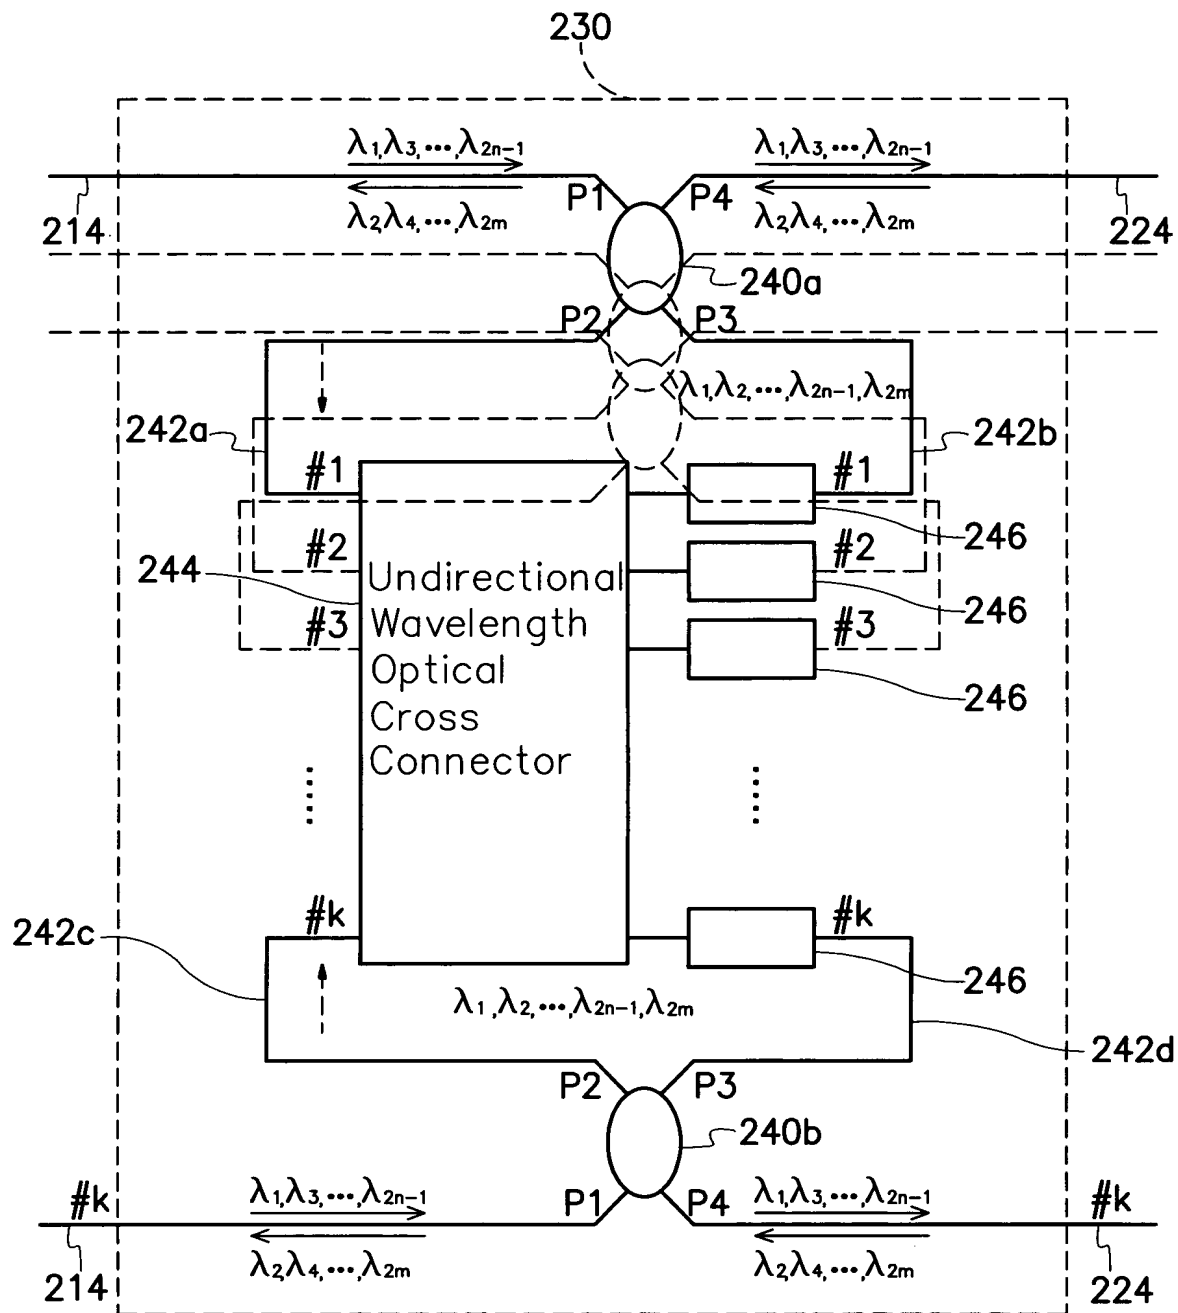 230
λ1,λ3,...,λ2n-1 λ1,λ3,...,λ2n-1
P1 P4
214 λ2,λ4,...,λ2m λ2,λ4,...,λ2m 224
240a
P2 P3
λ1,λ2,...,λ2n-1,λ2m
242a 242b
#1 #1
246
#2 #2
244 Undirectional
246
#3 Wavelength #3
Optical
246
Cross
Connector
#k #k
242c
246
λ1,λ2,...,λ2n-1,λ2m
242d
P2 P3
240b
#k λ1,λ3,...,λ2n-1 P1 P4 λ1,λ3,...,λ2n-1 #k
214 λ2,λ4,...,λ2m λ2,λ4,...,λ2m 224